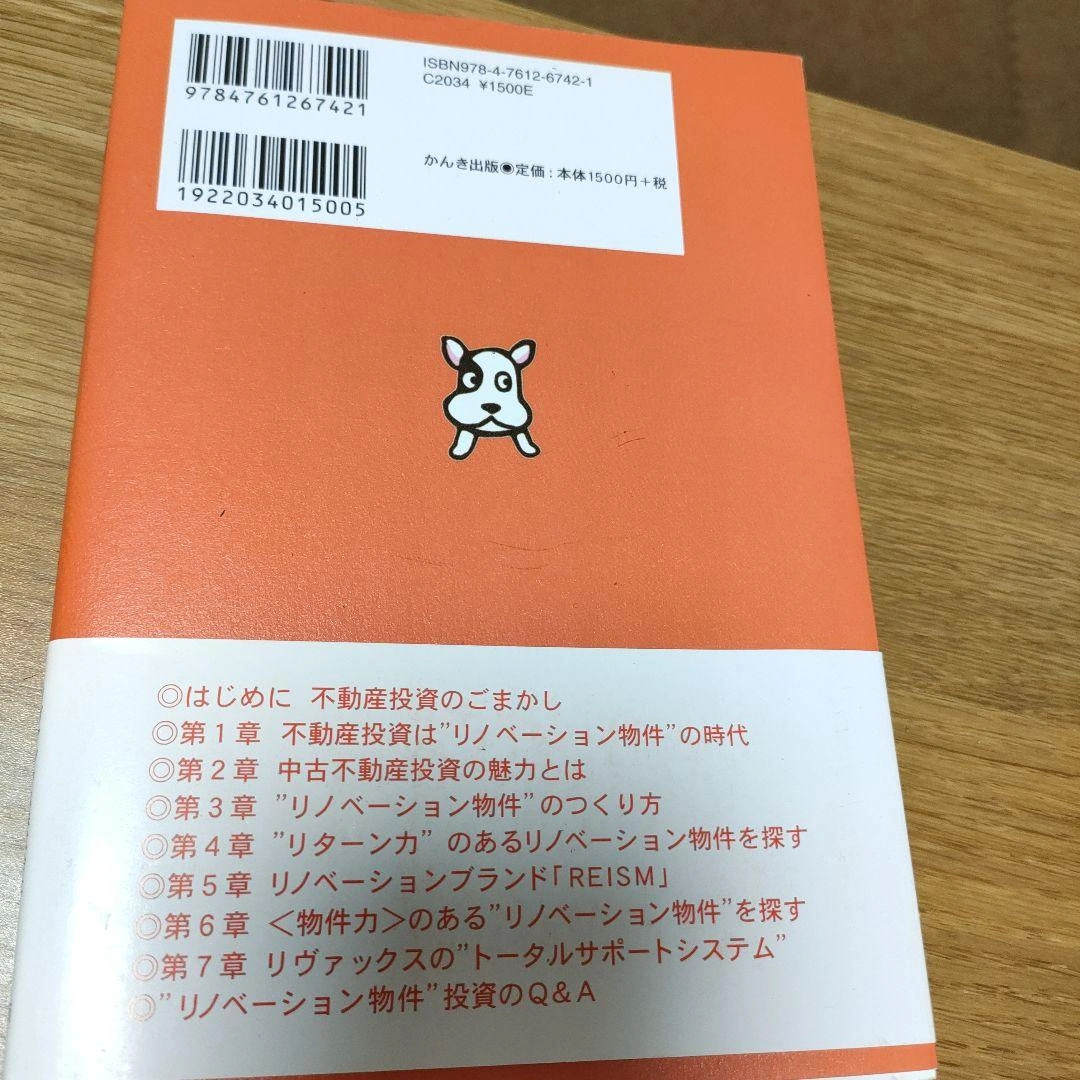 ISBN978-4-7612-6742-1
C2034 ¥1500E
9784761267421
かんき出版◉定価：本体1500円＋税
1922034015005
◎はじめに 不動産投資のごまかし
◎第1章 不動産投資は”リノベーション物件”の時代
◎第2章 中古不動産投資の魅力とは
◎第3章 ”リノベーション物件”のつくり方
◎第4章 ”リターン力” のあるリノベーション物件を探す
◎第5章 リノベーションブランド「REISM」
◎第6章 ＜物件力＞のある”リノベーション物件”を探す
◎第7章 リヴァックスの”トータルサポートシステム”
◎”リノベーション物件”投資のQ&A